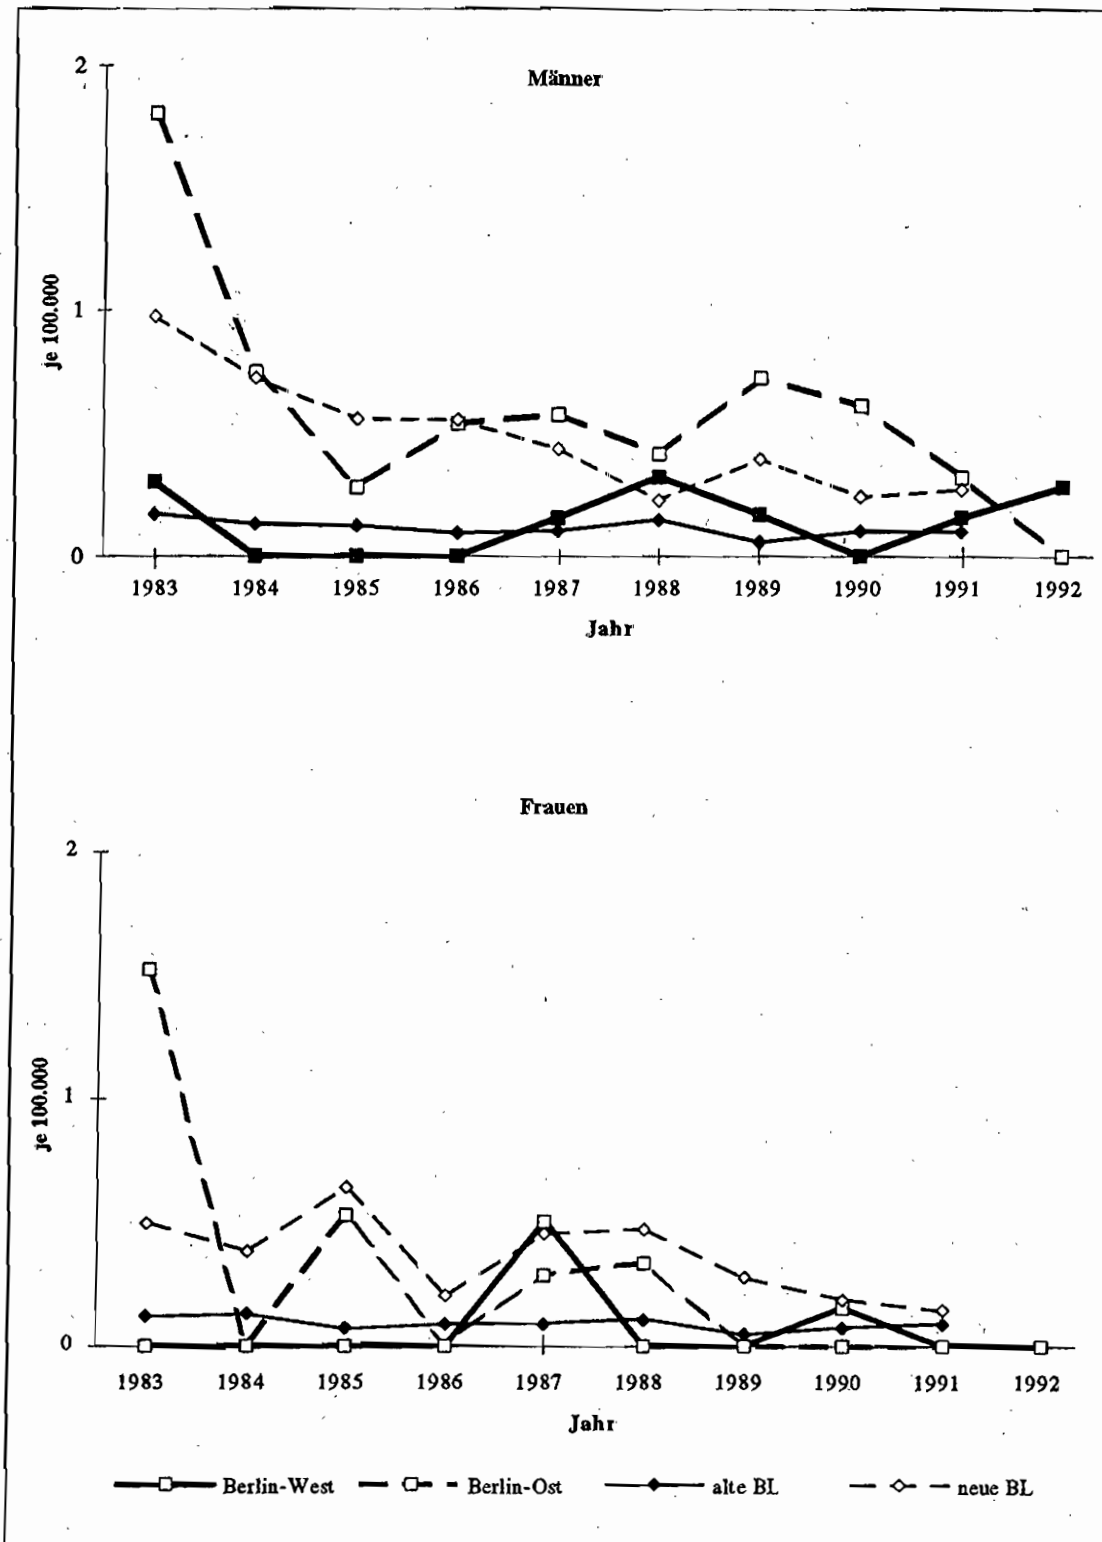 Männer
2
1
0
je 100.000
1983 1984 1985 1986 1987 1988 1989 1990 1991 1992
Jahr
Frauen
2
1
0
je 100.000
1983 1984 1985 1986 1987 1988 1989 1990 1991 1992
Jahr
Berlin-West Berlin-Ost alte BL neue BL